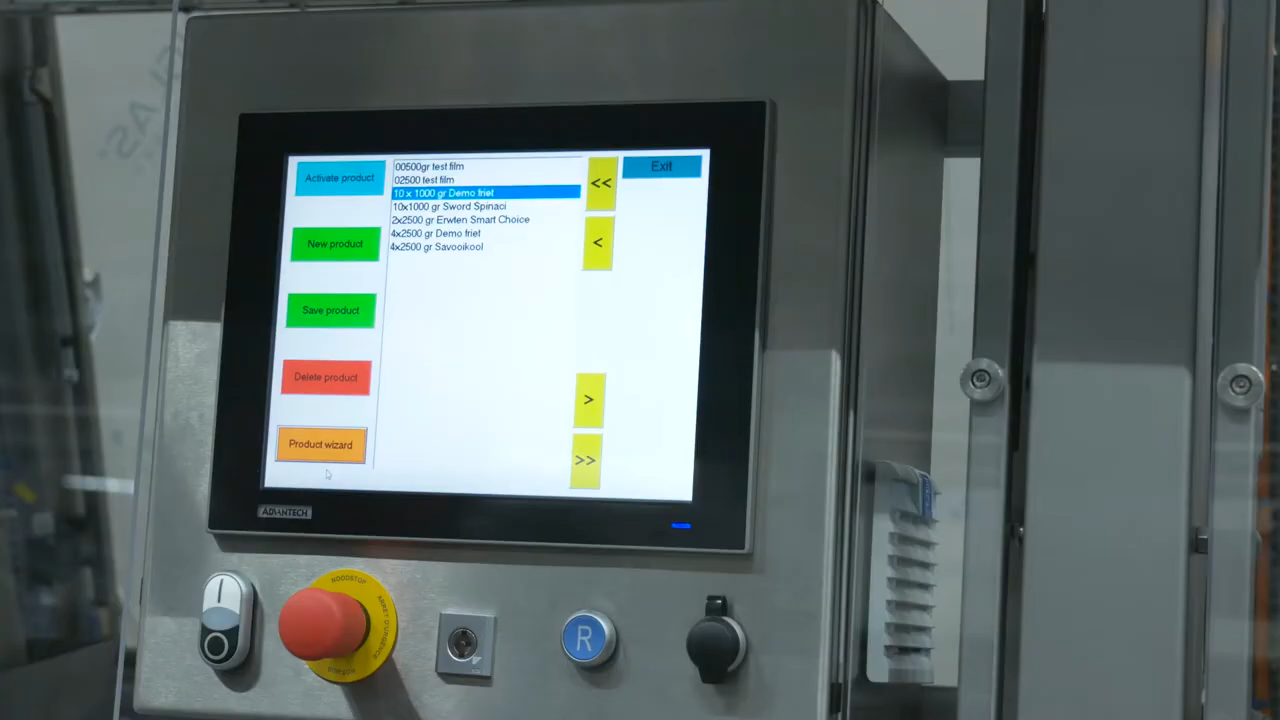 Activate product
New product
Save product
Delete product
Product wizard
00500gr test film
02500 test film
10 x 1000 gr Demo friet
10x1000 gr Sword Spinaci
2x2500 gr Erwten Smart Choice
4x2500 gr Demo friet
4x2500 gr Savooikool
<<
<
>
>>
Exit
ADVANTECH
NOODSTOP
ARRET D'URGENCE
R